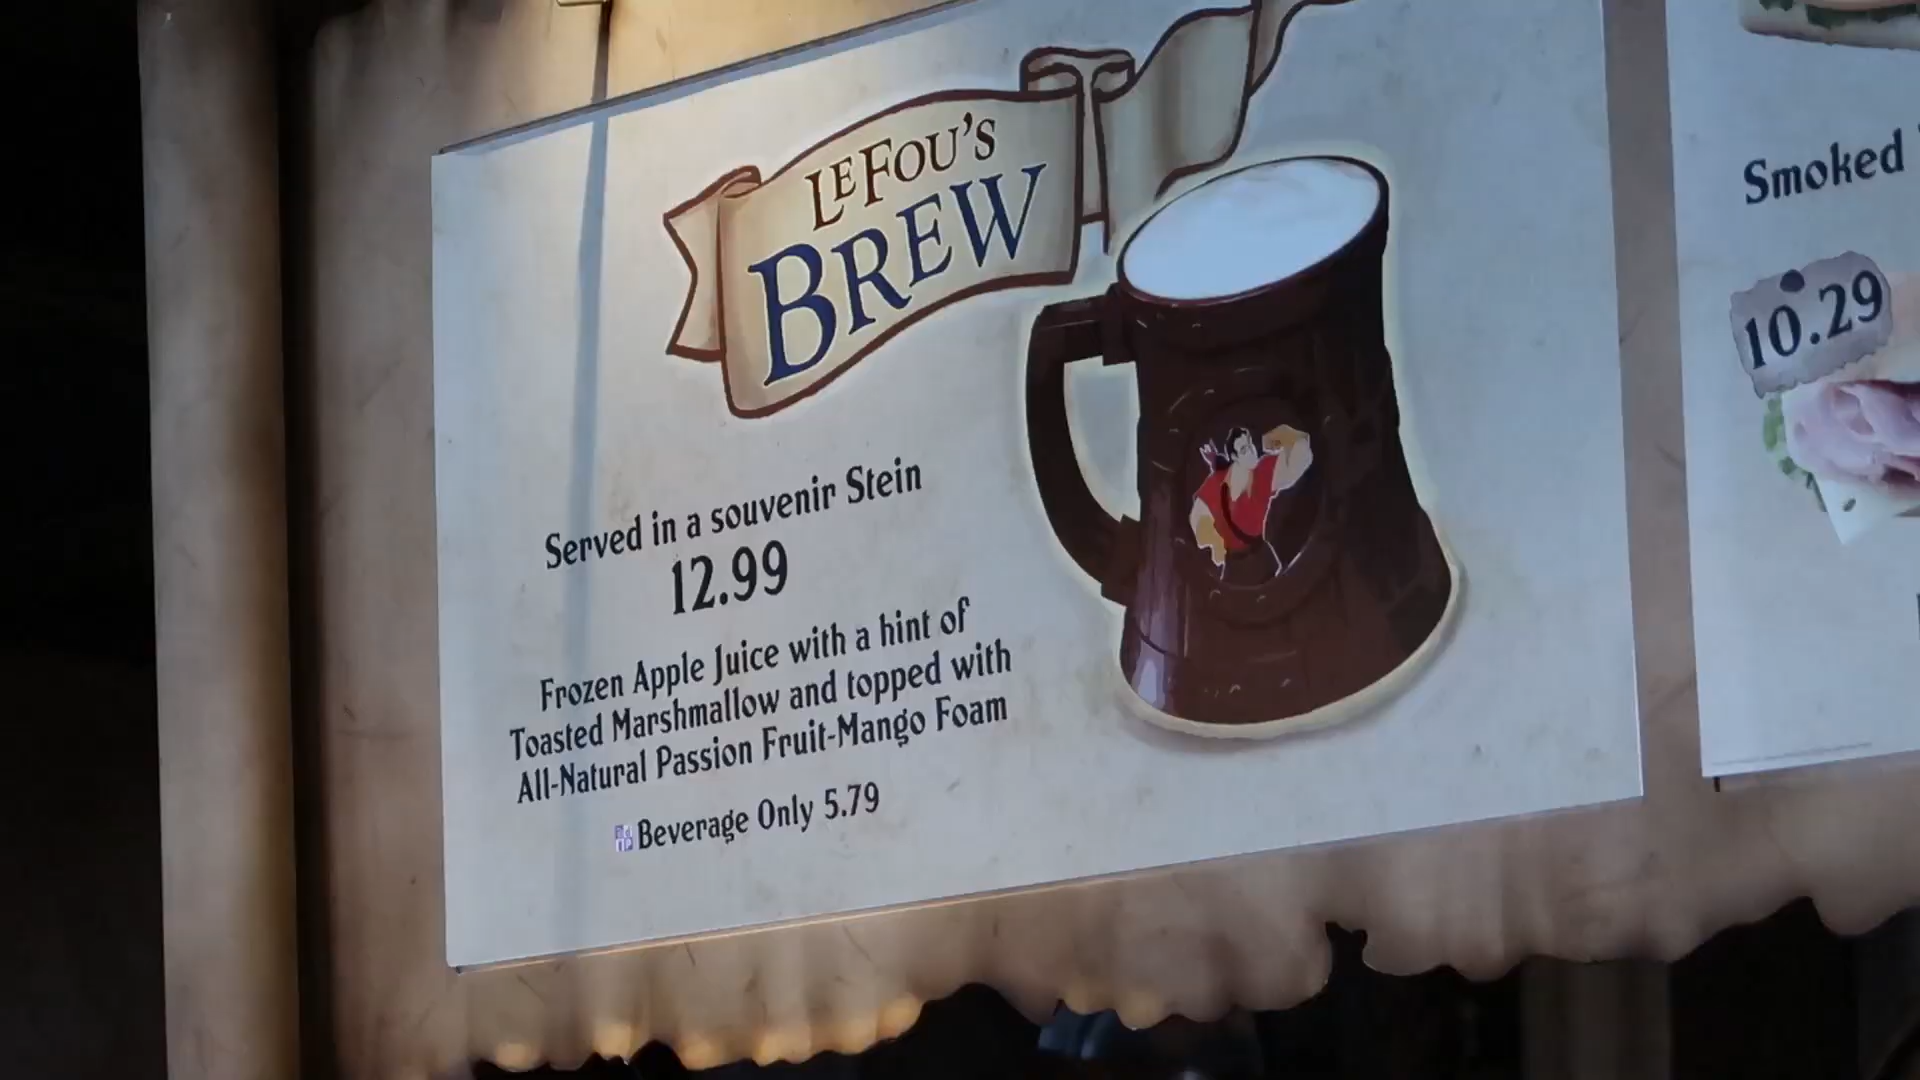 LEFOU'S
BREW
Served in a souvenir Stein
12.99
Frozen Apple Juice with a hint of
Toasted Marshmallow and topped with
All-Natural Passion Fruit-Mango Foam
Beverage Only 5.79
Smoked
10.29